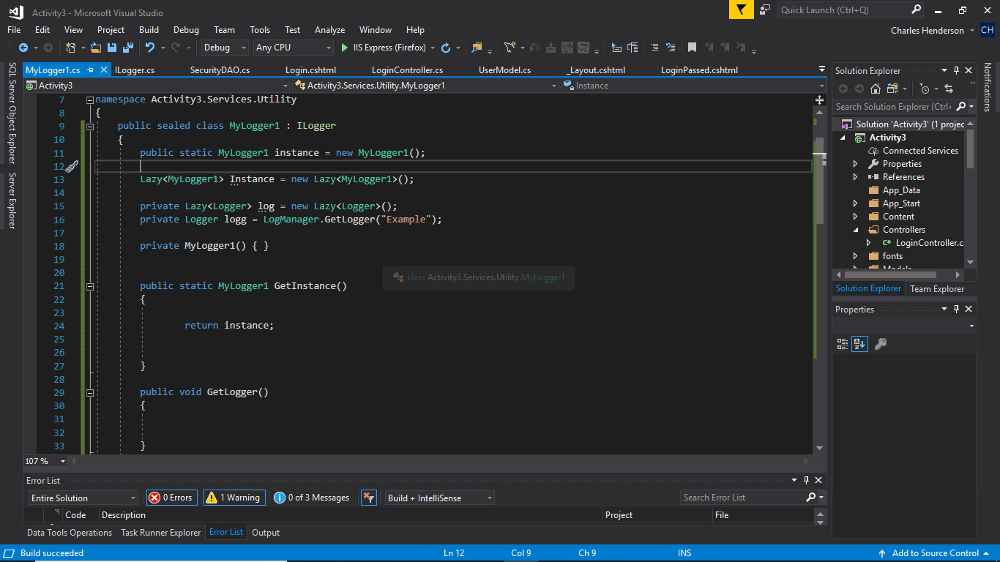 Activity3 - Microsoft Visual Studio
Quick Launch (Ctrl+Q)
File Edit View Project Build Debug Team Tools Test Analyze Window Help
Charles Henderson CH
Debug Any CPU IIS Express (Firefox)
SQL Server Object Explorer
Server Explorer
MyLogger1.cs ILogger.cs SecurityDAO.cs Login.cshtml LoginController.cs UserModel.cs _Layout.cshtml LoginPassed.cshtml
Activity3 Activity3.Services.Utility.MyLogger1 Instance
7 namespace Activity3.Services.Utility
8 {
9 public sealed class MyLogger1 : ILogger
10 {
11 public static MyLogger1 instance = new MyLogger1();
12
13 Lazy<MyLogger1> Instance = new Lazy<MyLogger1>();
14
15 private Lazy<Logger> log = new Lazy<Logger>();
16 private Logger logg = LogManager.GetLogger("Example");
17
18 private MyLogger1() { }
19
20
class Activity3.Services.Utility.MyLogger1
21 public static MyLogger1 GetInstance()
22 {
23
24 return instance;
25
26
27 }
28
29 public void GetLogger()
30 {
31
32
33 }
107 %
Solution Explorer
Search Solution Explorer (Ctrl+
Solution 'Activity3' (1 projec
Activity3
Connected Services
Properties
References
App_Data
App_Start
Content
Controllers
C# LoginController.cs
fonts
Models
Solution Explorer Team Explorer
Properties
Notifications
Error List
Entire Solution 0 Errors 1 Warning 0 of 3 Messages Build + IntelliSense Search Error List
Code Description Project File
Data Tools Operations Task Runner Explorer Error List Output
Build succeeded Ln 12 Col 9 Ch 9 INS Add to Source Control